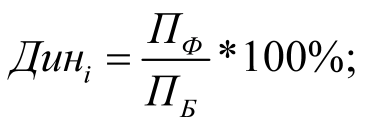 Дин_i = П_Ф / П_Б * 100%;